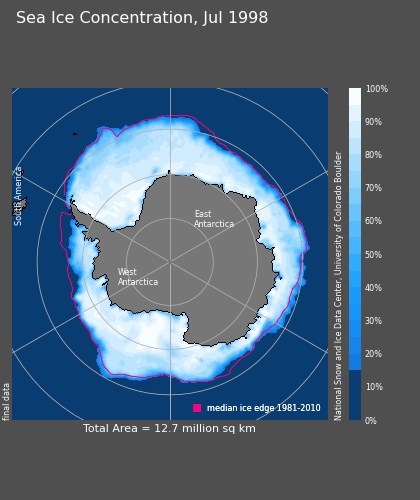 Sea Ice Concentration, Jul 1998
South America
East
Antarctica
West
Antarctica
median ice edge 1981-2010
final data
Total Area = 12.7 million sq km
National Snow and Ice Data Center, University of Colorado Boulder
100%
90%
80%
70%
60%
50%
40%
30%
20%
10%
0%